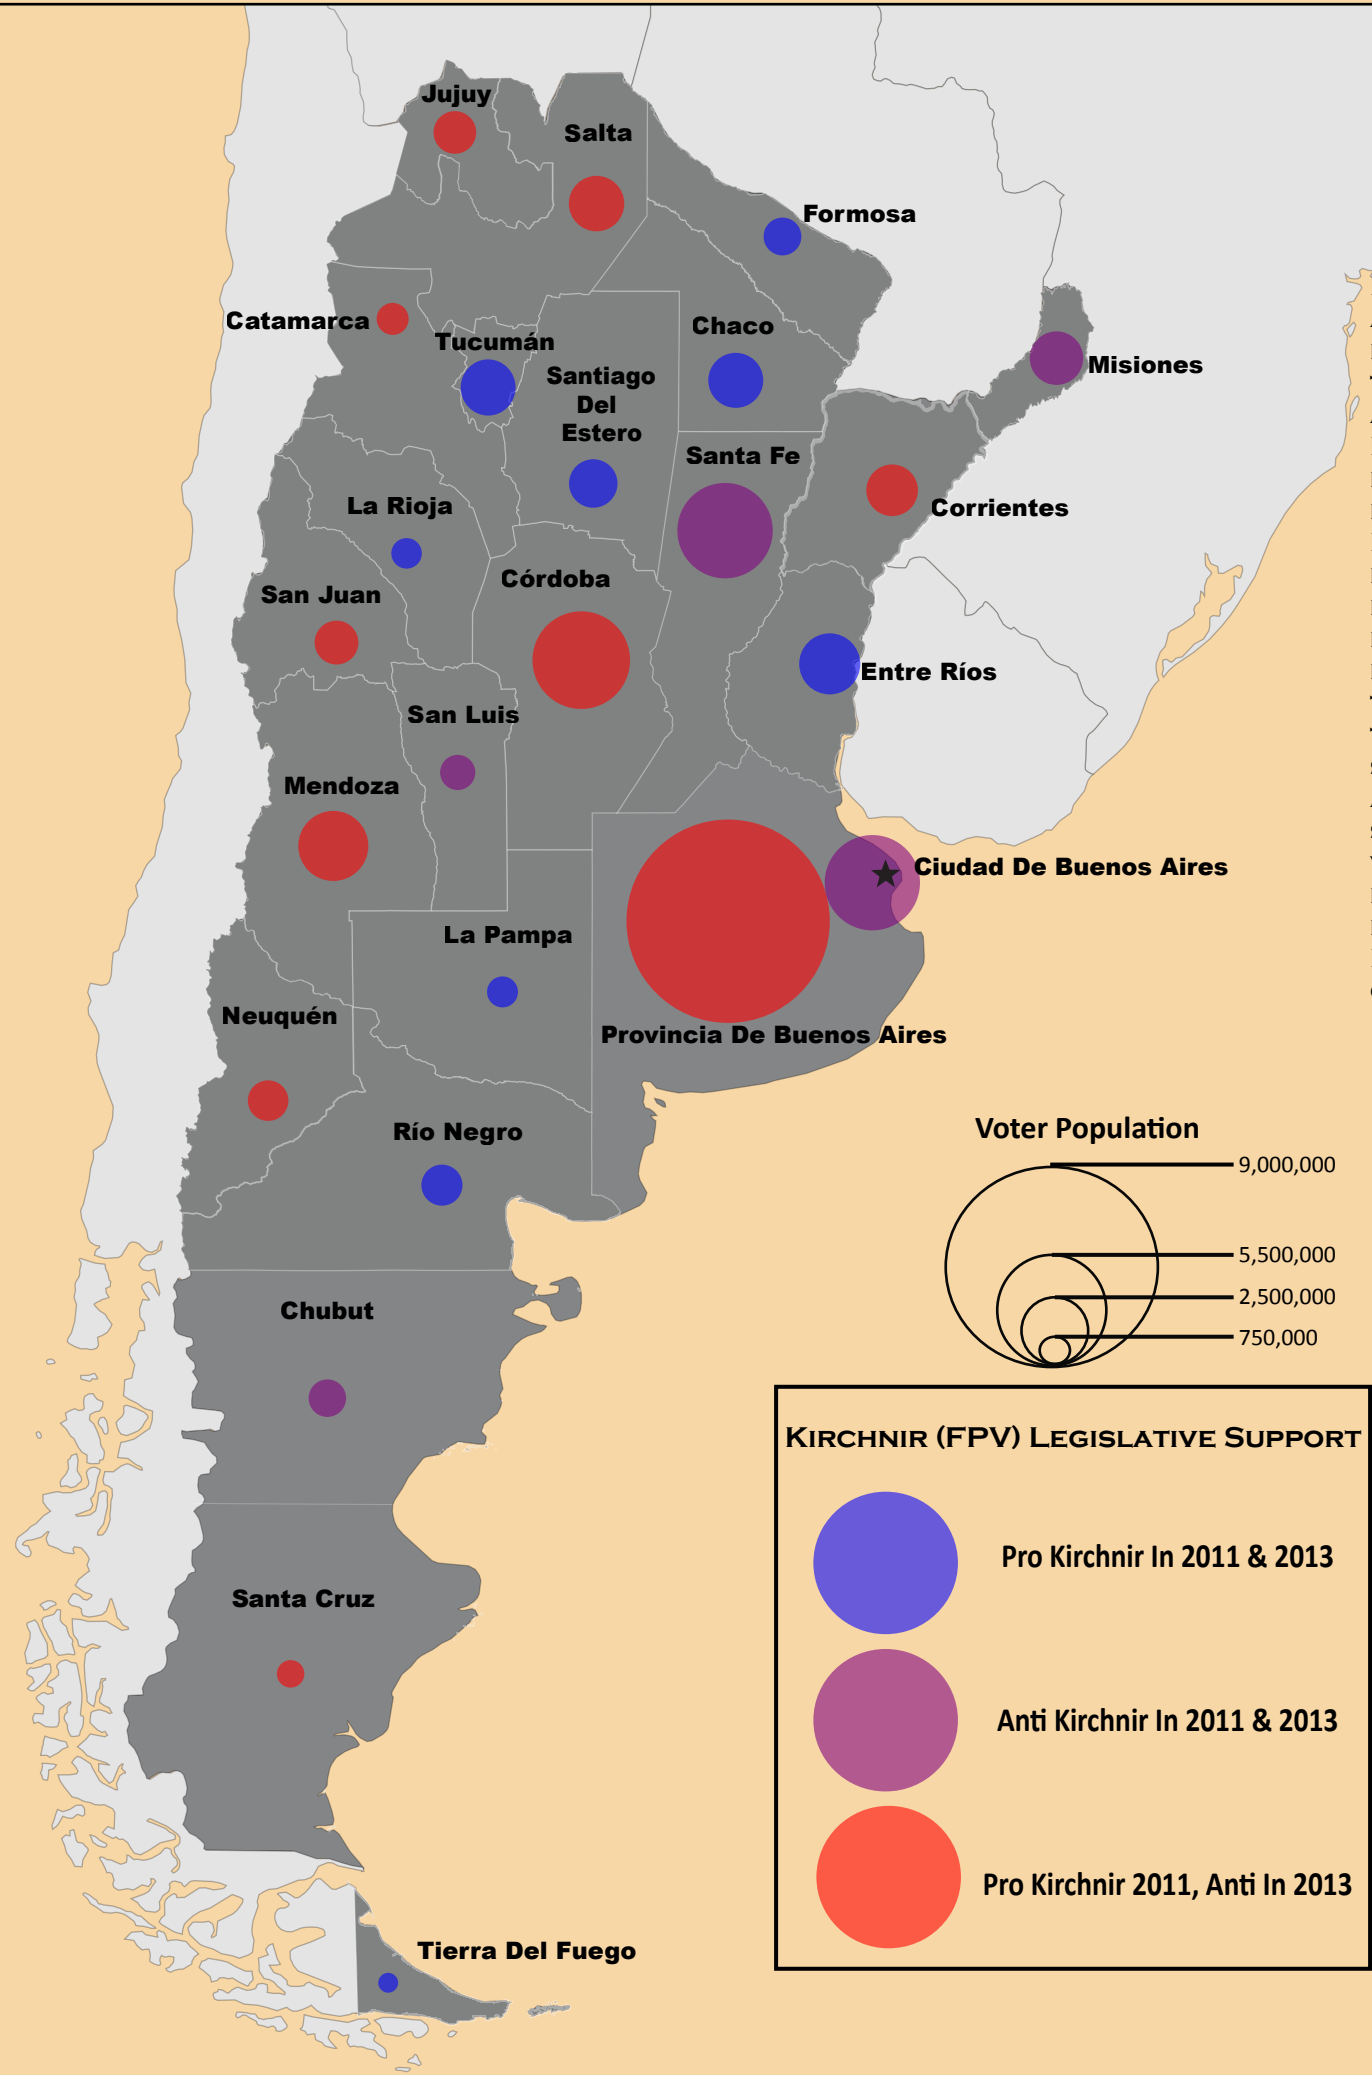 Jujuy
Salta
Formosa
Catamarca
Tucumán
Chaco
Misiones
Santiago
Del
Estero
Santa Fe
La Rioja
Corrientes
San Juan
Córdoba
Entre Ríos
San Luis
Mendoza
Ciudad De Buenos Aires
La Pampa
Neuquén
Provincia De Buenos Aires
Río Negro
Chubut
Santa Cruz
Tierra Del Fuego
Voter Population
9,000,000
5,500,000
2,500,000
750,000
KIRCHNIR (FPV) LEGISLATIVE SUPPORT
Pro Kirchnir In 2011 & 2013
Anti Kirchnir In 2011 & 2013
Pro Kirchnir 2011, Anti In 2013